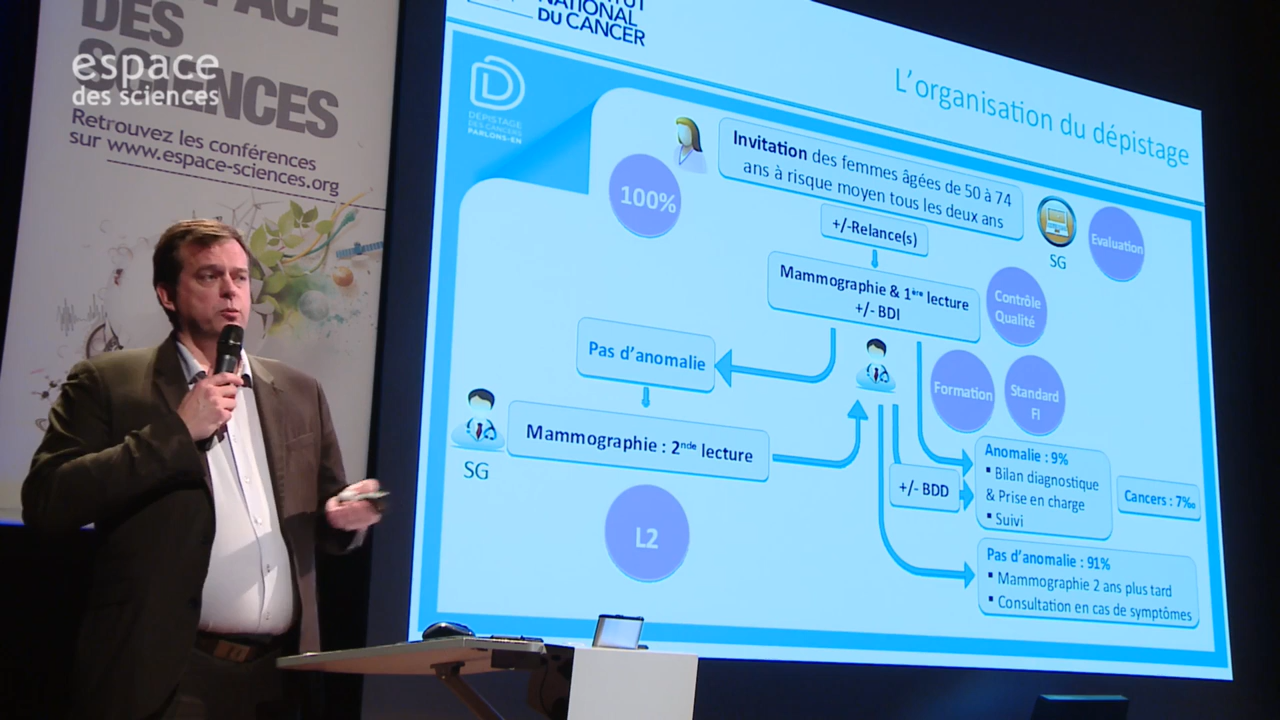 ESPACE
DES
SCIENCES
espace
des sciences
Retrouvez les conférences
sur www.espace-sciences.org
NATIONAL
DU CANCER
DÉPISTAGE
DES CANCERS
PARLONS-EN
L'organisation du dépistage
100%
Invitation des femmes âgées de 50 à 74
ans à risque moyen tous les deux ans
+/-Relance(s)
SG
Evaluation
Mammographie & 1ère lecture
+/- BDI
Contrôle
Qualité
Pas d'anomalie
Formation
Standard
FI
SG
Mammographie : 2nde lecture
L2
+/- BDD
Anomalie : 9%
▪ Bilan diagnostique
& Prise en charge
▪ Suivi
Cancers : 7‰
Pas d'anomalie : 91%
▪ Mammographie 2 ans plus tard
▪ Consultation en cas de symptômes